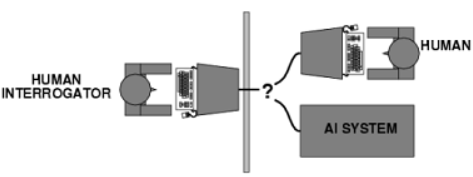 HUMAN
INTERROGATOR
?
HUMAN
AI SYSTEM